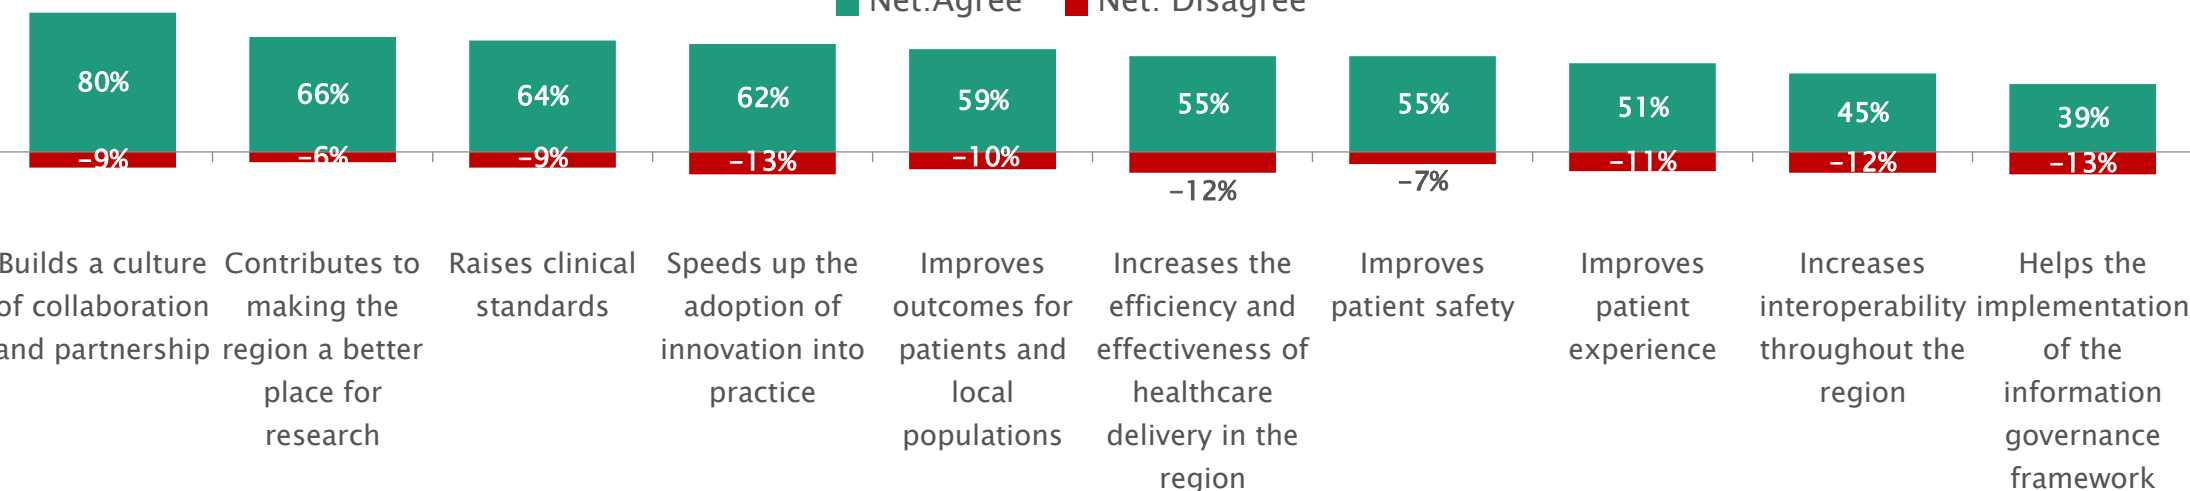 Net:Agree Net: Disagree
80% 66% 64% 62% 59% 55% 55% 51% 45% 39%
-9% -6% -9% -13% -10% -12% -7% -11% -12% -13%
Builds a culture
of collaboration
and partnership
Contributes to
making the
region a better
place for
research
Raises clinical
standards
Speeds up the
adoption of
innovation into
practice
Improves
outcomes for
patients and
local
populations
Increases the
efficiency and
effectiveness of
healthcare
delivery in the
region
Improves
patient safety
Improves
patient
experience
Increases
interoperability
throughout the
region
Helps the
implementation
of the
information
governance
framework